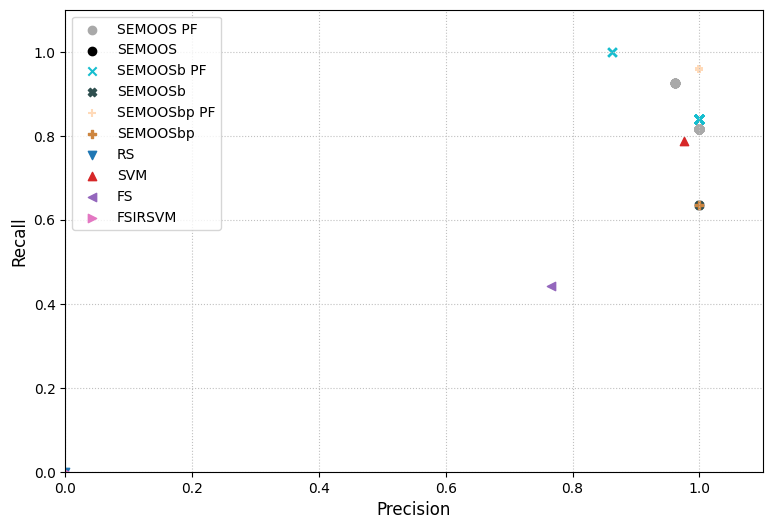 SEMOOS PF
SEMOOS
SEMOOSb PF
SEMOOSb
SEMOOSbp PF
SEMOOSbp
RS
SVM
FS
FSIRSVM
1.0
0.8
0.6
0.4
0.2
0.0
Recall
0.0 0.2 0.4 0.6 0.8 1.0
Precision